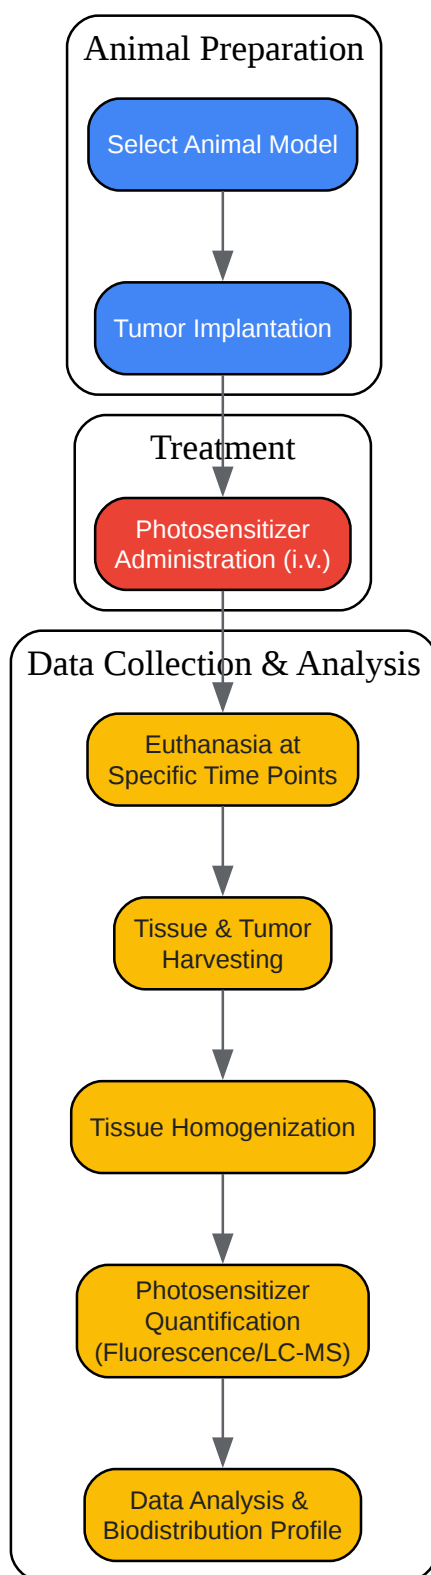 Animal Preparation
Select Animal Model
Tumor Implantation
Treatment
Photosensitizer
Administration (i.v.)
Data Collection & Analysis
Euthanasia at
Specific Time Points
Tissue & Tumor
Harvesting
Tissue Homogenization
Photosensitizer
Quantification
(Fluorescence/LC-MS)
Data Analysis &
Biodistribution Profile